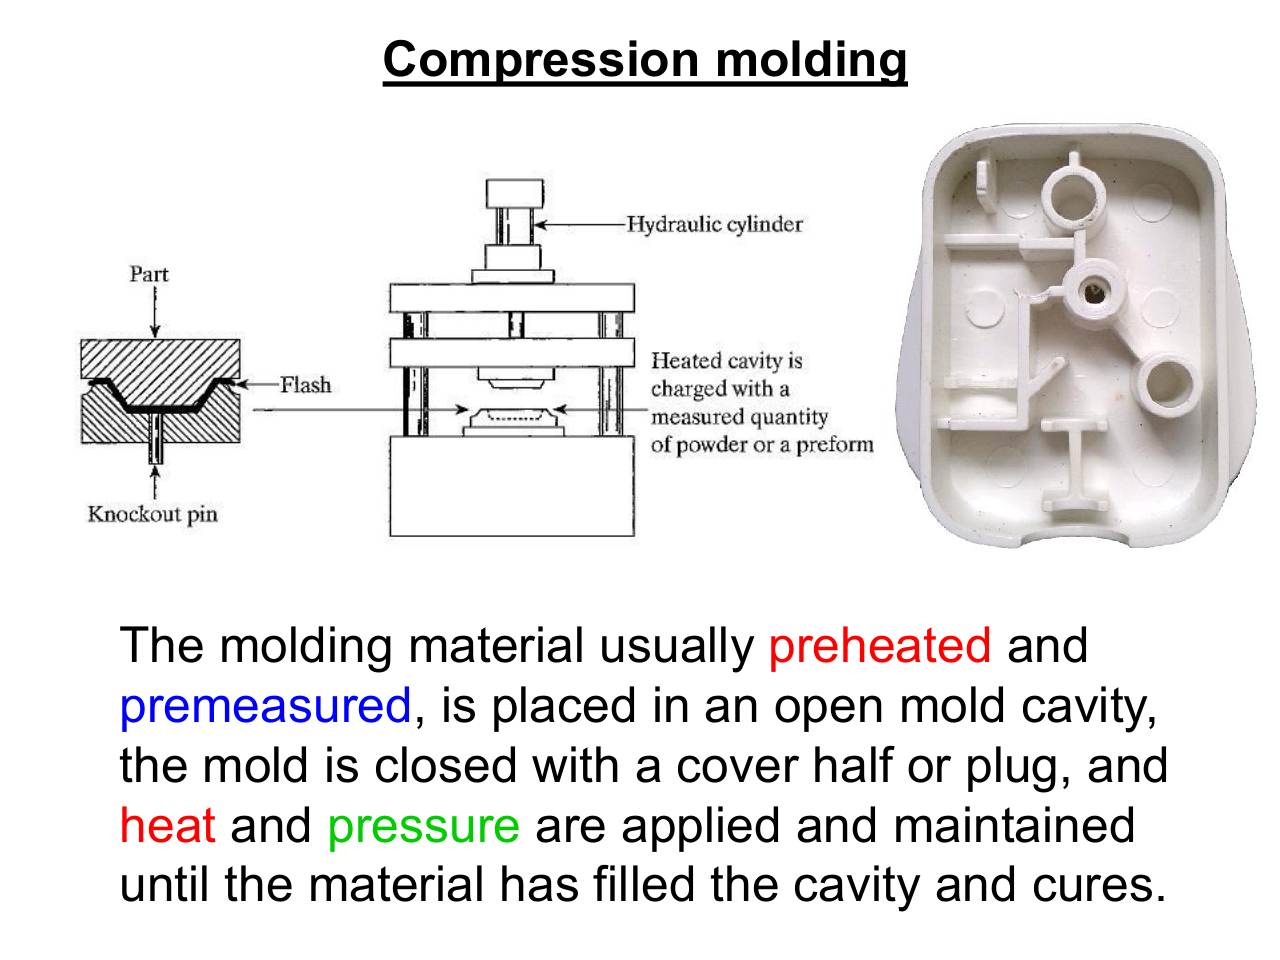 Compression molding
Hydraulic cylinder
Part
Flash
Heated cavity is
charged with a
measured quantity
of powder or a preform
Knockout pin
The molding material usually preheated and
premeasured, is placed in an open mold cavity,
the mold is closed with a cover half or plug, and
heat and pressure are applied and maintained
until the material has filled the cavity and cures.